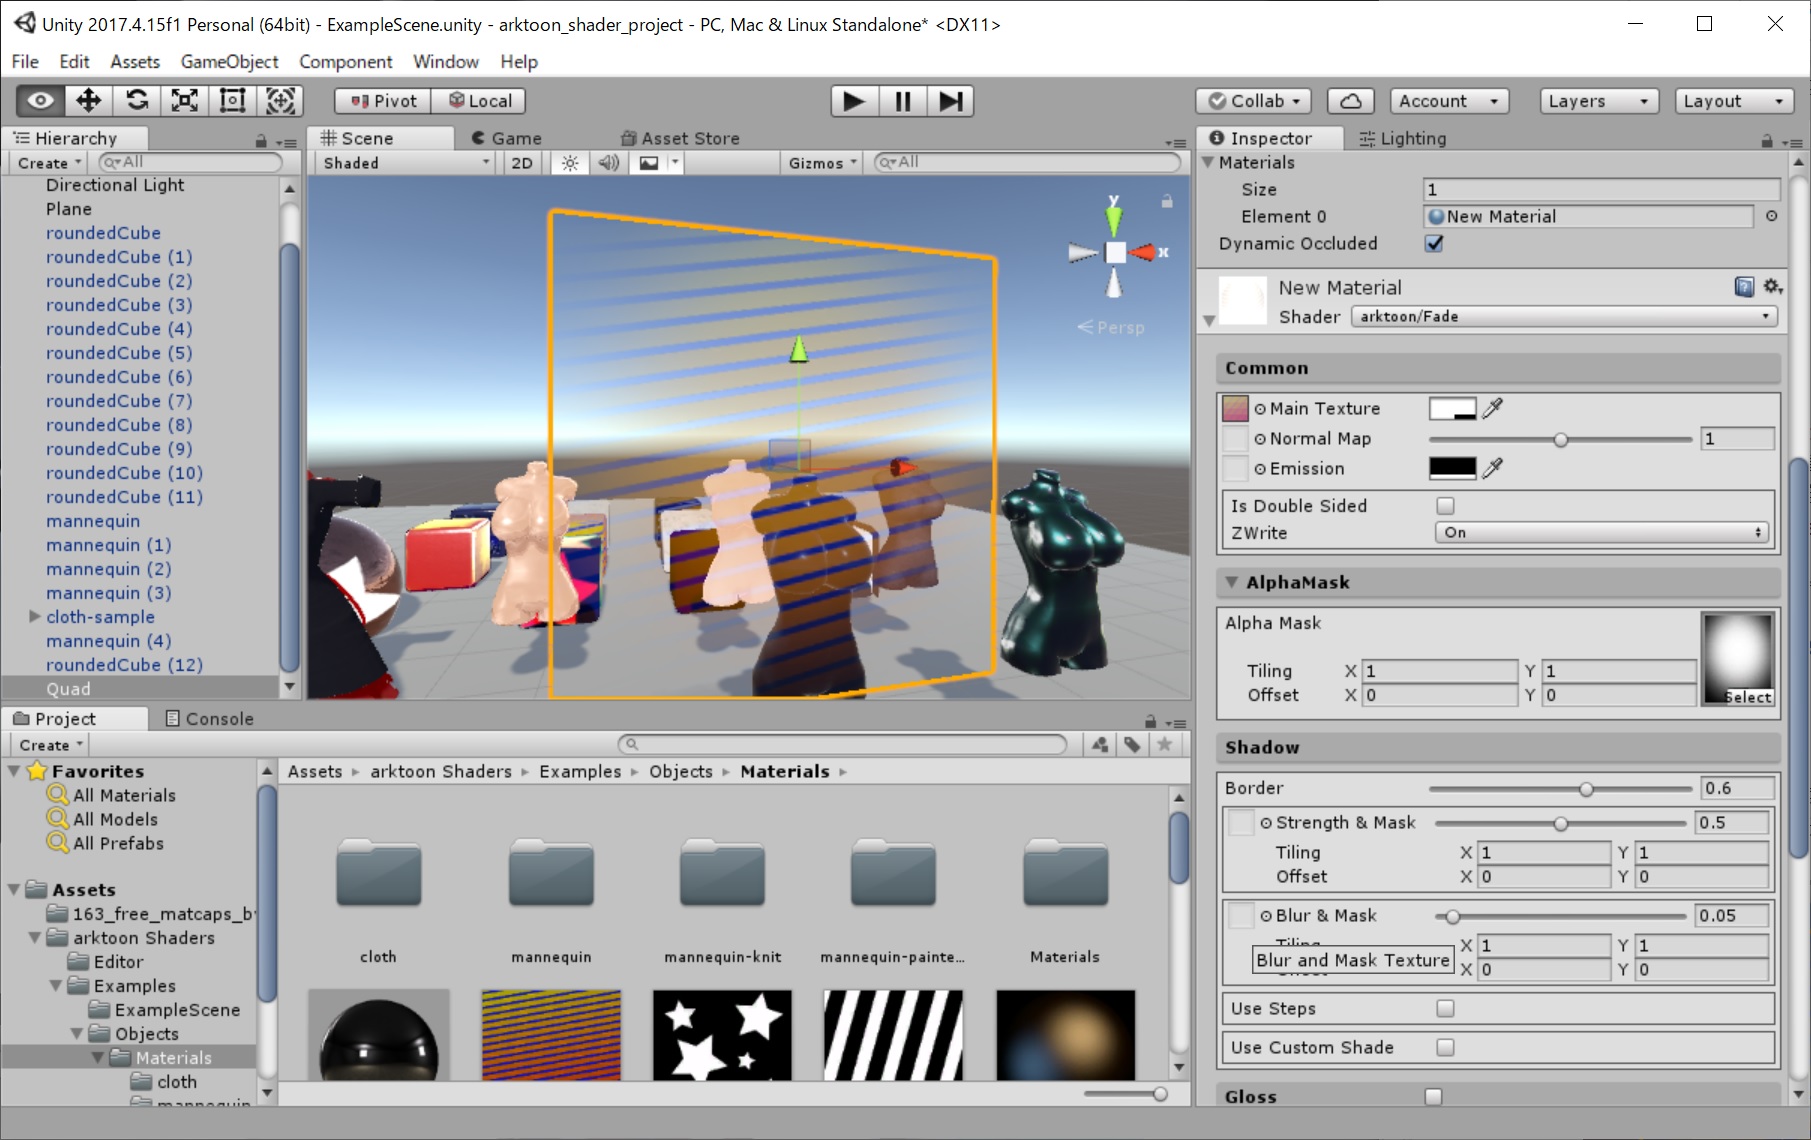 Unity 2017.4.15f1 Personal (64bit) - ExampleScene.unity - arktoon_shader_project - PC, Mac & Linux Standalone* <DX11>
File Edit Assets GameObject Component Window Help
Pivot Local Collab Account Layers Layout
Hierarchy
Create All
Directional Light
Plane
roundedCube
roundedCube (1)
roundedCube (2)
roundedCube (3)
roundedCube (4)
roundedCube (5)
roundedCube (6)
roundedCube (7)
roundedCube (8)
roundedCube (9)
roundedCube (10)
roundedCube (11)
mannequin
mannequin (1)
mannequin (2)
mannequin (3)
cloth-sample
mannequin (4)
roundedCube (12)
Quad
Scene Game Asset Store
Shaded 2D Gizmos All
y
x
Persp
Project Console
Create
Favorites
All Materials
All Models
All Prefabs
Assets
163_free_matcaps_b
arktoon Shaders
Editor
Examples
ExampleScene
Objects
Materials
cloth
mannequin
Assets arktoon Shaders Examples Objects Materials
cloth mannequin mannequin-knit mannequin-painte... Materials
Inspector Lighting
Materials
Size 1
Element 0 New Material
Dynamic Occluded
New Material
Shader arktoon/Fade
Common
Main Texture
Normal Map 1
Emission
Is Double Sided
ZWrite On
AlphaMask
Alpha Mask
Tiling X 1 Y 1
Offset X 0 Y 0
Select
Shadow
Border 0.6
Strength & Mask 0.5
Tiling X 1 Y 1
Offset X 0 Y 0
Blur & Mask 0.05
Tiling X 1 Y 1
Blur and Mask Texture
X 0 Y 0
Use Steps
Use Custom Shade
Gloss